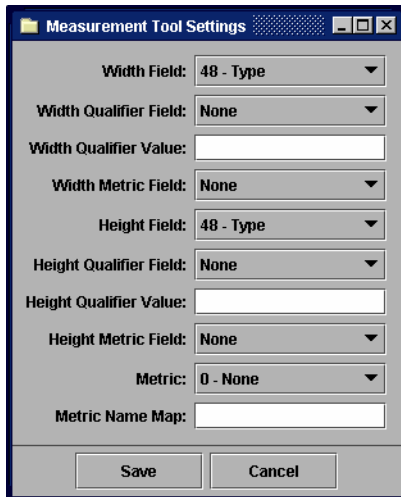 Measurement Tool Settings
Width Field: 48 - Type
Width Qualifier Field: None
Width Qualifier Value:
Width Metric Field: None
Height Field: 48 - Type
Height Qualifier Field: None
Height Qualifier Value:
Height Metric Field: None
Metric: 0 - None
Metric Name Map:
Save Cancel